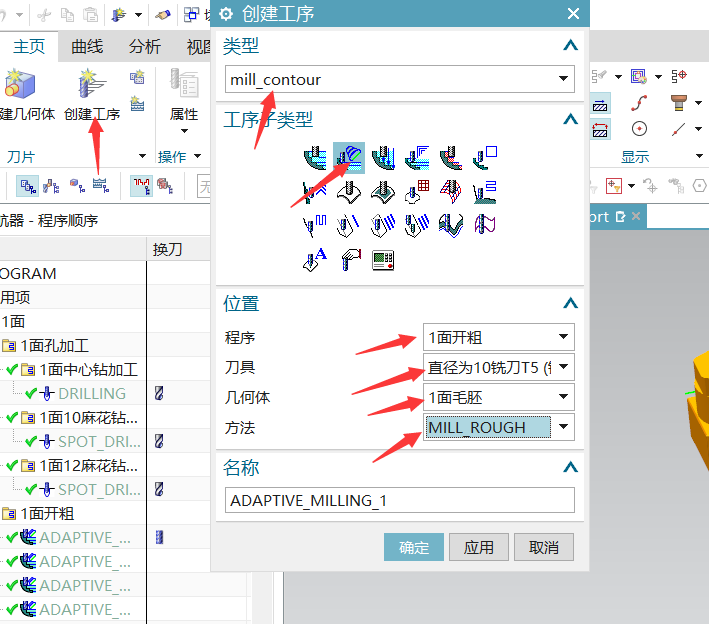 创建工序
切
主页 曲线 分析 视图
建几何体 创建工序 属性
刀片 操作
显示
无
航器 - 程序顺序
ort
换刀
OGRAM
用项
1面
1面孔加工
1面中心钻加工
DRILLING
1面10麻花钻...
SPOT_DRI...
1面12麻花钻...
SPOT_DRI...
1面开粗
ADAPTIVE_...
ADAPTIVE_...
ADAPTIVE_...
ADAPTIVE_...
类型
mill_contour
工序子类型
位置
程序 1面开粗
刀具 直径为10铣刀T5 (
几何体 1面毛胚
方法 MILL_ROUGH
名称
ADAPTIVE_MILLING_1
确定 应用 取消